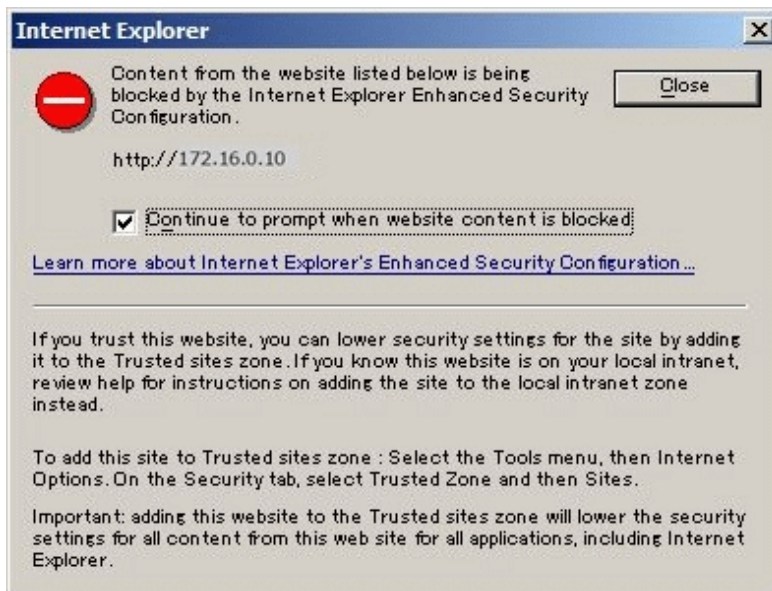 Internet Explorer
Content from the website listed below is being
blocked by the Internet Explorer Enhanced Security
Configuration.
Close
http://172.16.0.10
Continue to prompt when website content is blocked
Learn more about Internet Explorer's Enhanced Security Configuration...
If you trust this website, you can lower security settings for the site by adding
it to the Trusted sites zone. If you know this website is on your local intranet,
review help for instructions on adding the site to the local intranet zone
instead.
To add this site to Trusted sites zone : Select the Tools menu, then Internet
Options. On the Security tab, select Trusted Zone and then Sites.
Important: adding this website to the Trusted sites zone will lower the security
settings for all content from this web site for all applications, including Internet
Explorer.